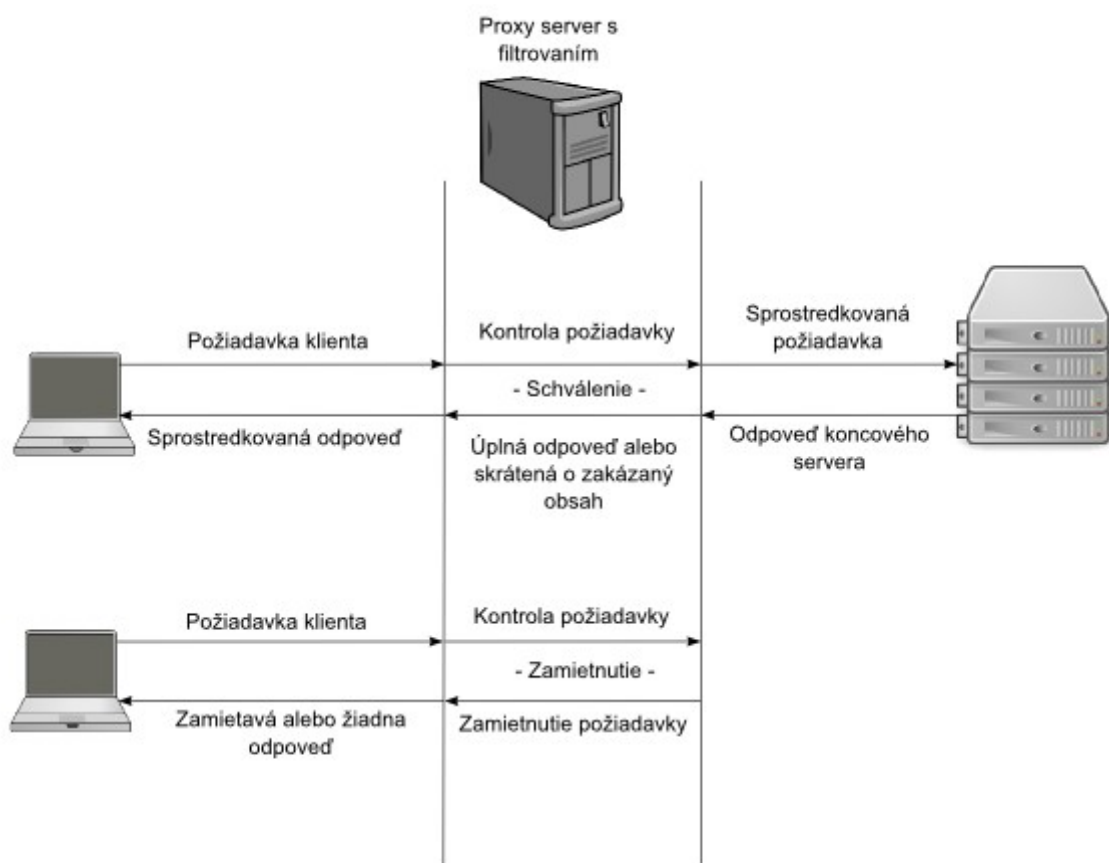 Proxy server s
filtrovaním
Požiadavka klienta
Kontrola požiadavky
Sprostredkovaná
požiadavka
- Schválenie -
Sprostredkovaná odpoveď
Úplná odpoveď alebo
skrátená o zakázaný
obsah
Odpoveď koncového
servera
Požiadavka klienta
Kontrola požiadavky
- Zamietnutie -
Zamietavá alebo žiadna
odpoveď
Zamietnutie požiadavky